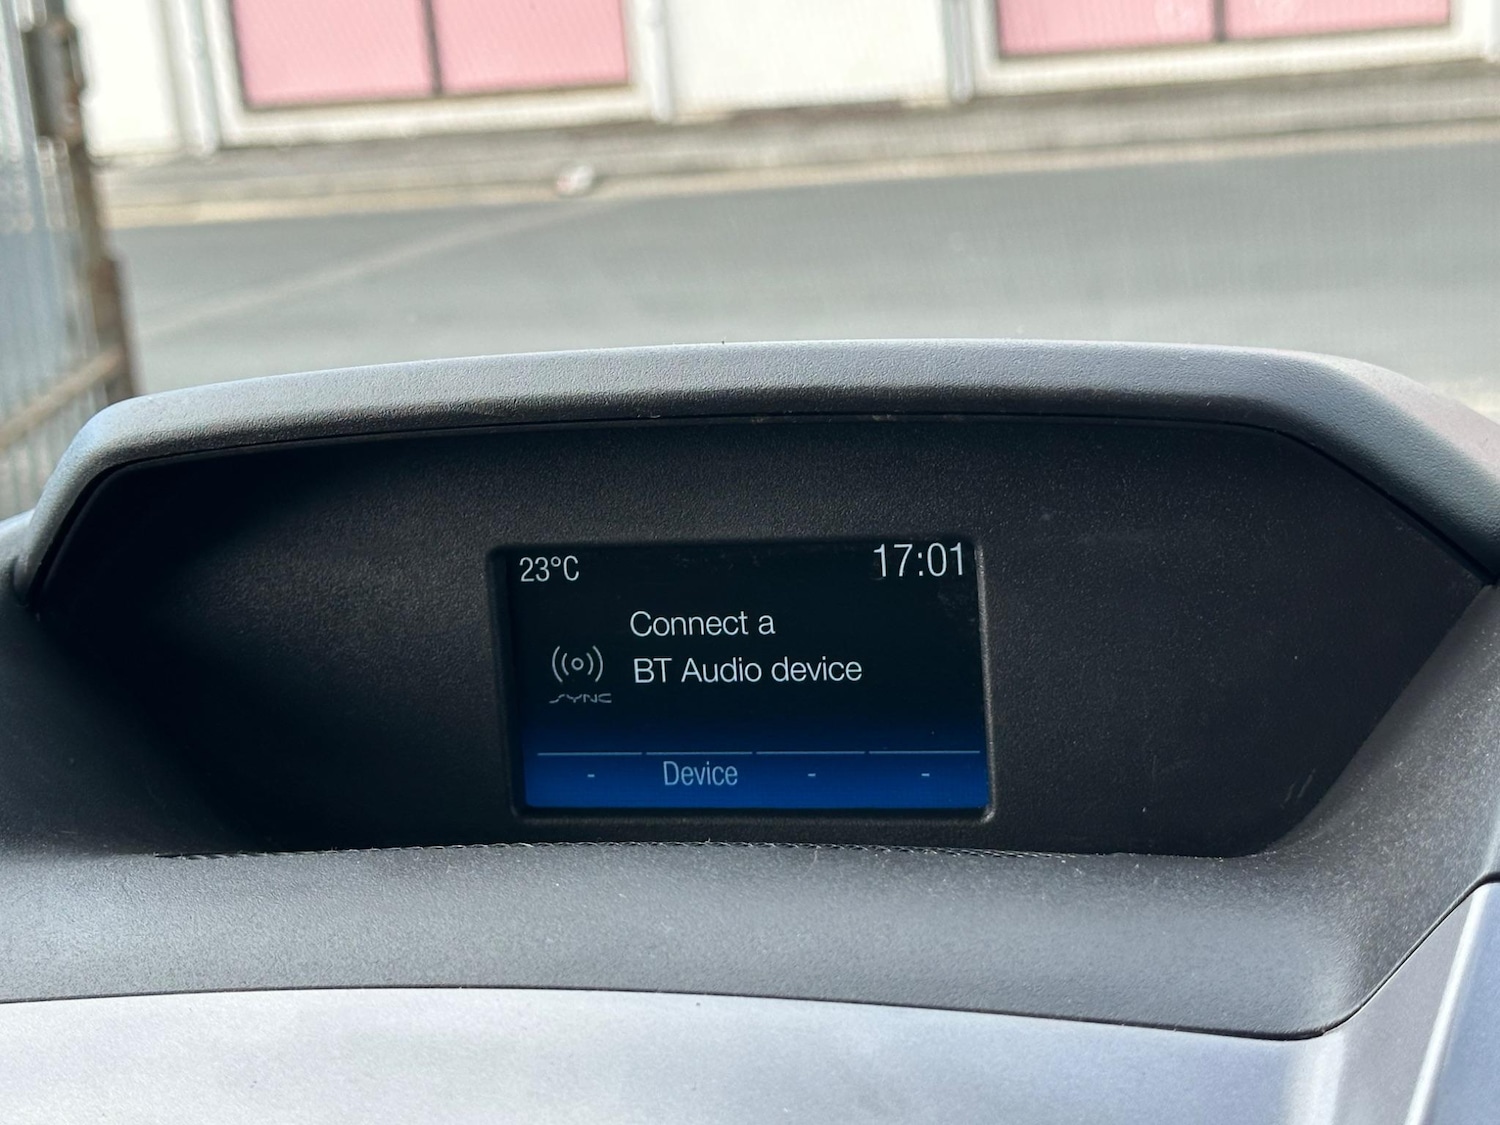 23°C 17:01
Connect a
BT Audio device
SYNC
- Device - -